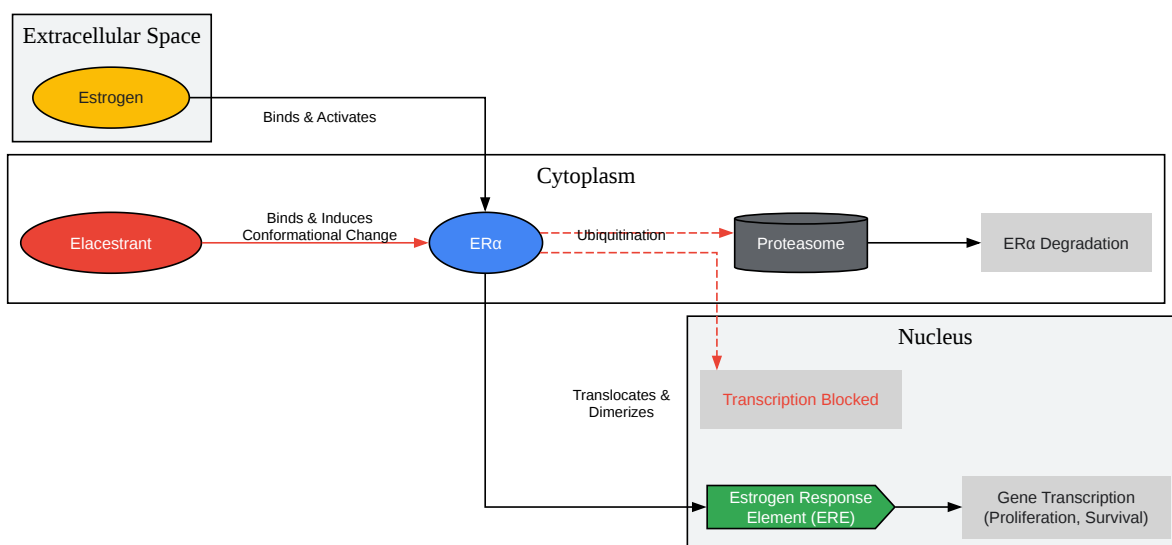 Extracellular Space
Estrogen
Binds & Activates
Cytoplasm
Elacestrant
Binds & Induces
Conformational Change
ERα
Ubiquitination
Proteasome
ERα Degradation
Nucleus
Translocates &
Dimerizes
Transcription Blocked
Estrogen Response
Element (ERE)
Gene Transcription
(Proliferation, Survival)